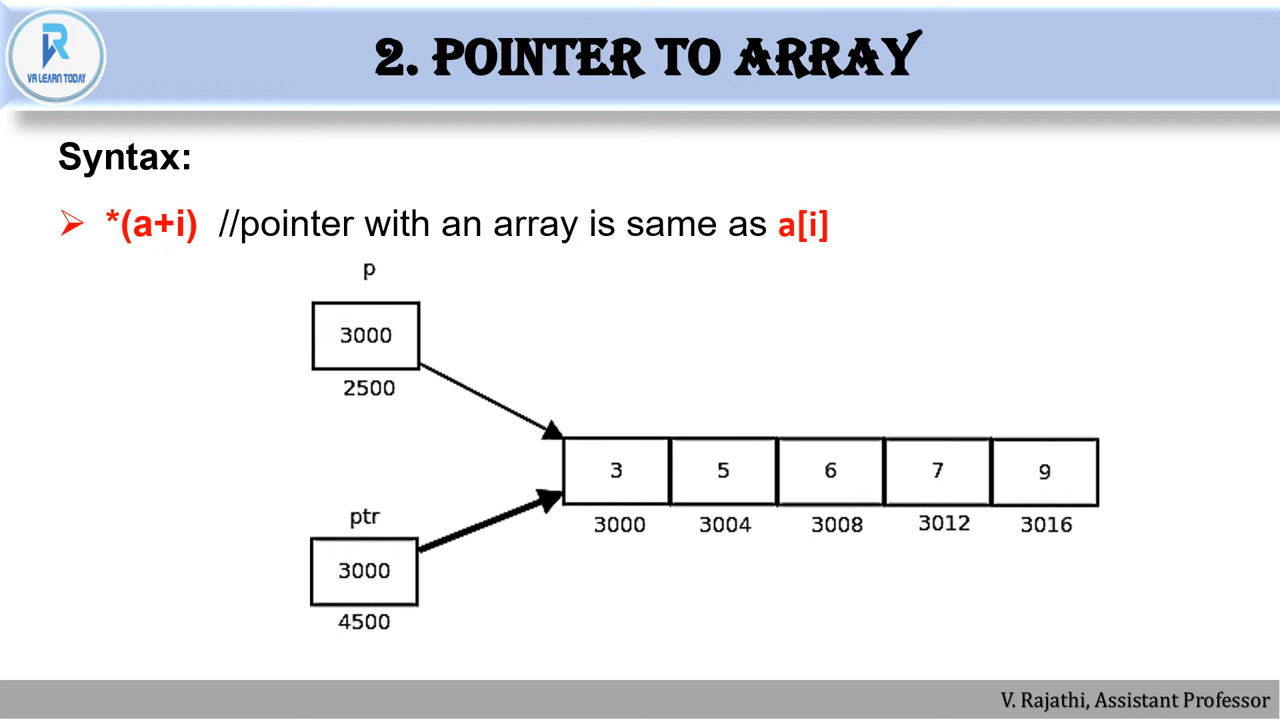 VR LEARN TODAY
2. POINTER TO ARRAY
Syntax:
➢ *(a+i) //pointer with an array is same as a[i]
p
3000
2500
3 5 6 7 9
3000 3004 3008 3012 3016
ptr
3000
4500
V. Rajathi, Assistant Professor